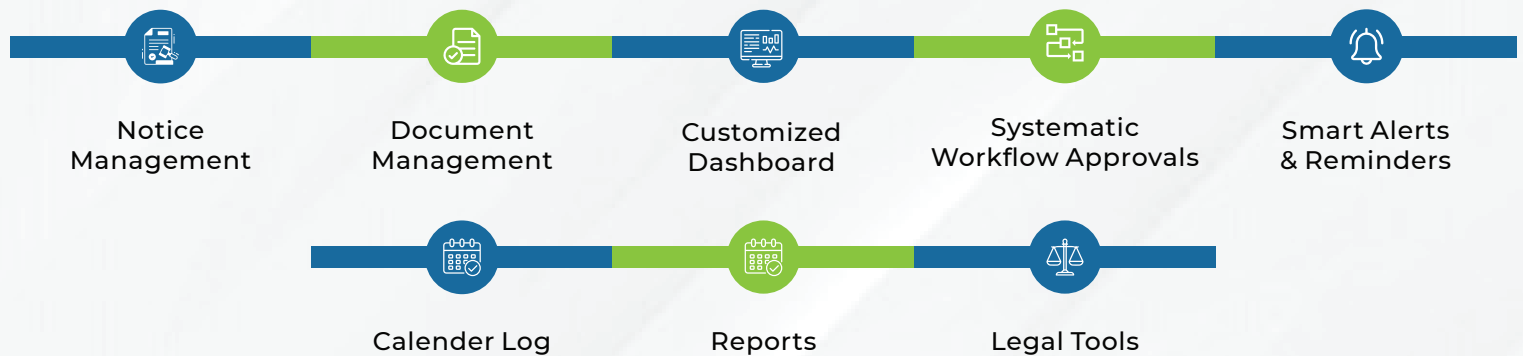 Notice
Management
Document
Management
Customized
Dashboard
Systematic
Workflow Approvals
Smart Alerts
& Reminders
Calender Log
Reports
Legal Tools